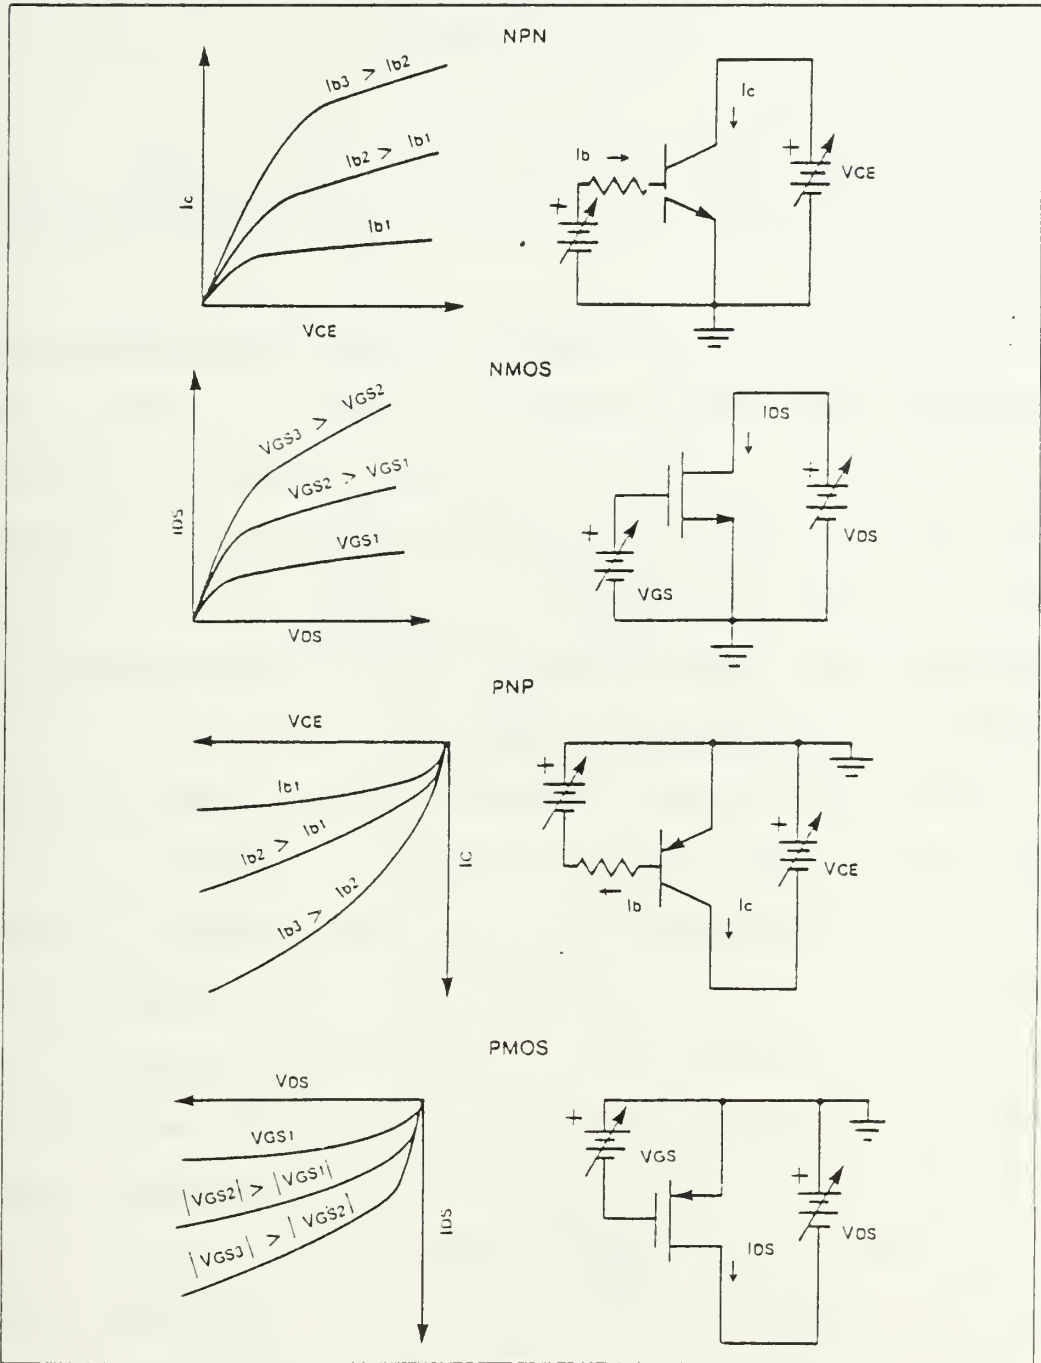 NPN
Ib3 > Ib2
Ib2 > Ib1
Ib1
Ic
VCE
Ic
Ib →
+
+
VCE
NMOS
VGS3 > VGS2
VGS2 > VGS1
VGS1
IDS
VDS
IDS
+
+
VGS
VDS
PNP
VCE
Ib1
Ib2 > Ib1
Ib3 > Ib2
IC
+
+
VCE
Ib
Ic
PMOS
VDS
VGS1
|VGS2| > |VGS1|
|VGS3| > |VGS2|
IDS
+
VGS
+
IDS
VDS